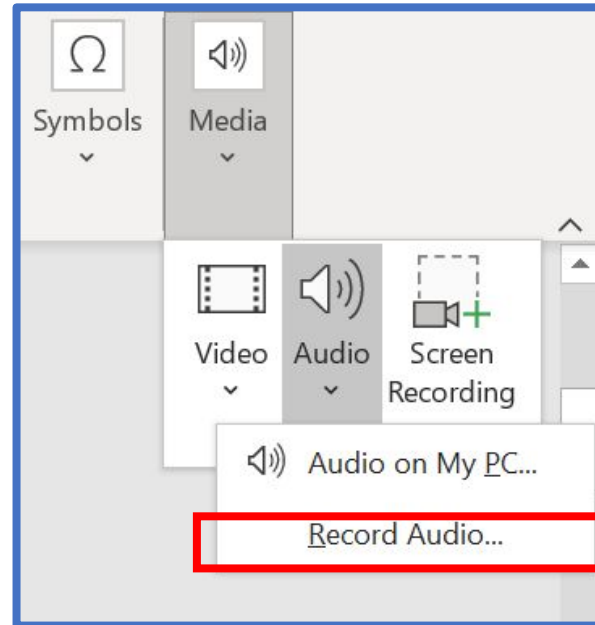 Symbols
Media
Video
Audio
Screen
Recording
Audio on My PC...
Record Audio...